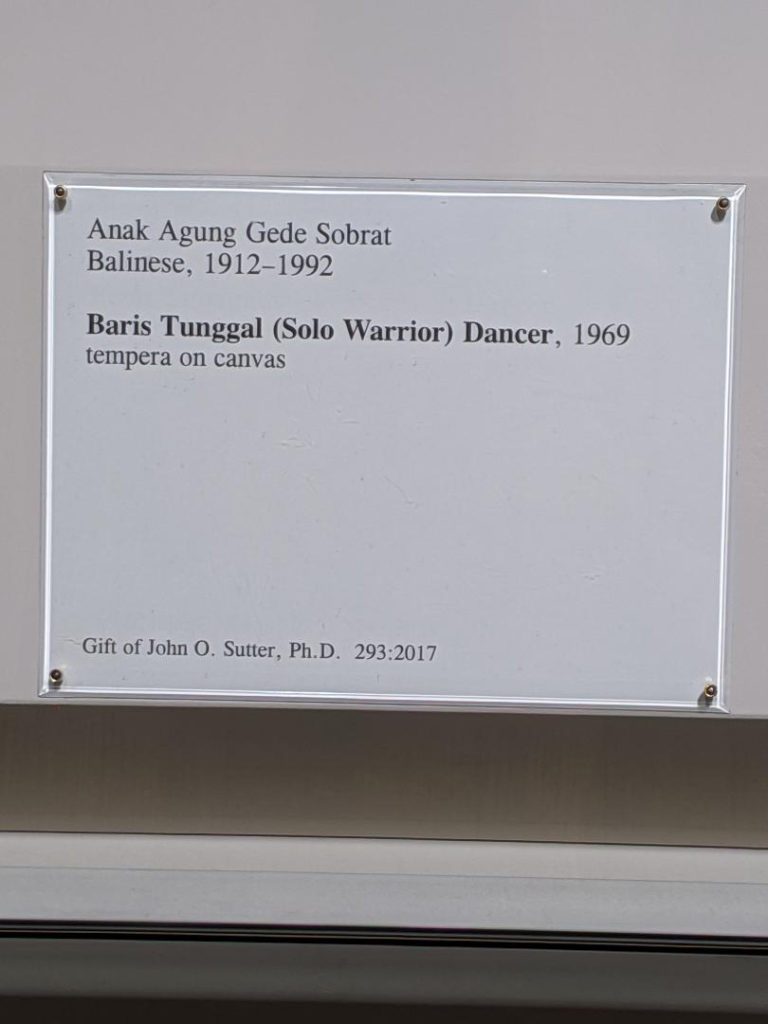 Anak Agung Gede Sobrat
Balinese, 1912–1992
Baris Tunggal (Solo Warrior) Dancer, 1969
tempera on canvas
Gift of John O. Sutter, Ph.D. 293:2017